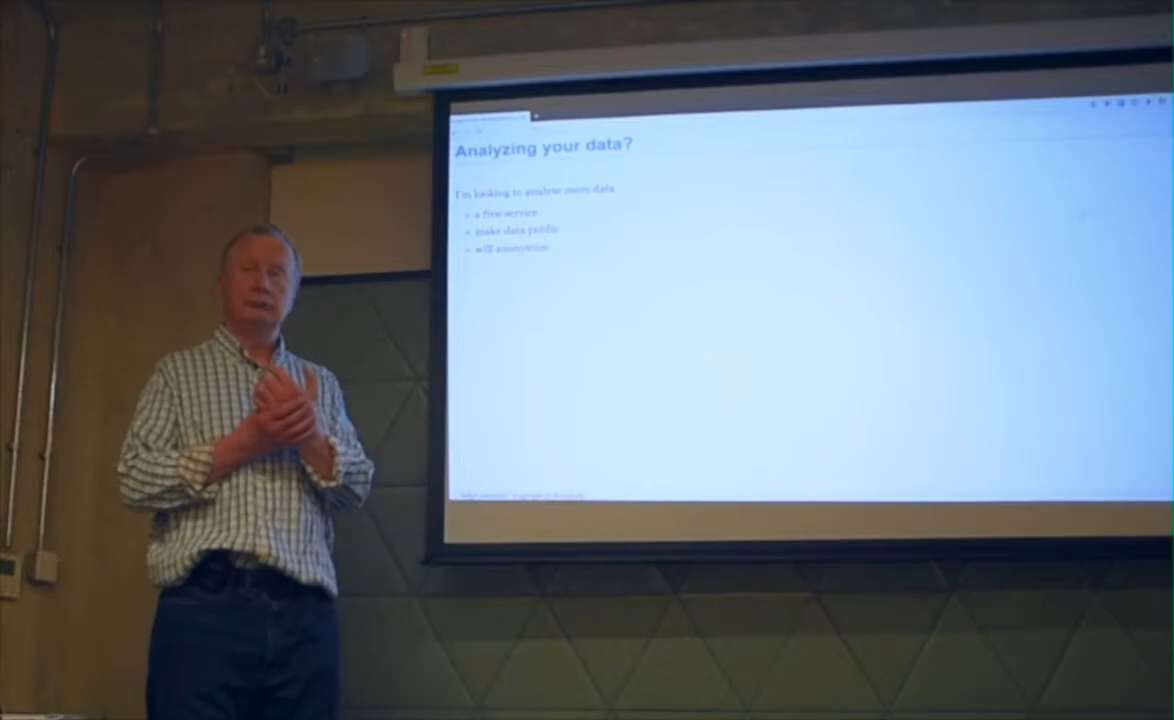 Analyzing your data?
I'm looking to analyse more data
a free service
make data public
will anonymize